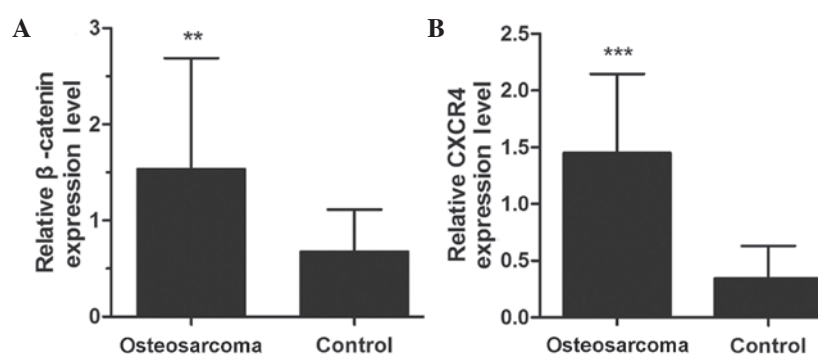 A
Relative β -catenin
expression level
3
2
1
0
**
Osteosarcoma
Control
B
Relative CXCR4
expression level
2.5
2.0
1.5
1.0
0.5
0.0
***
Osteosarcoma
Control